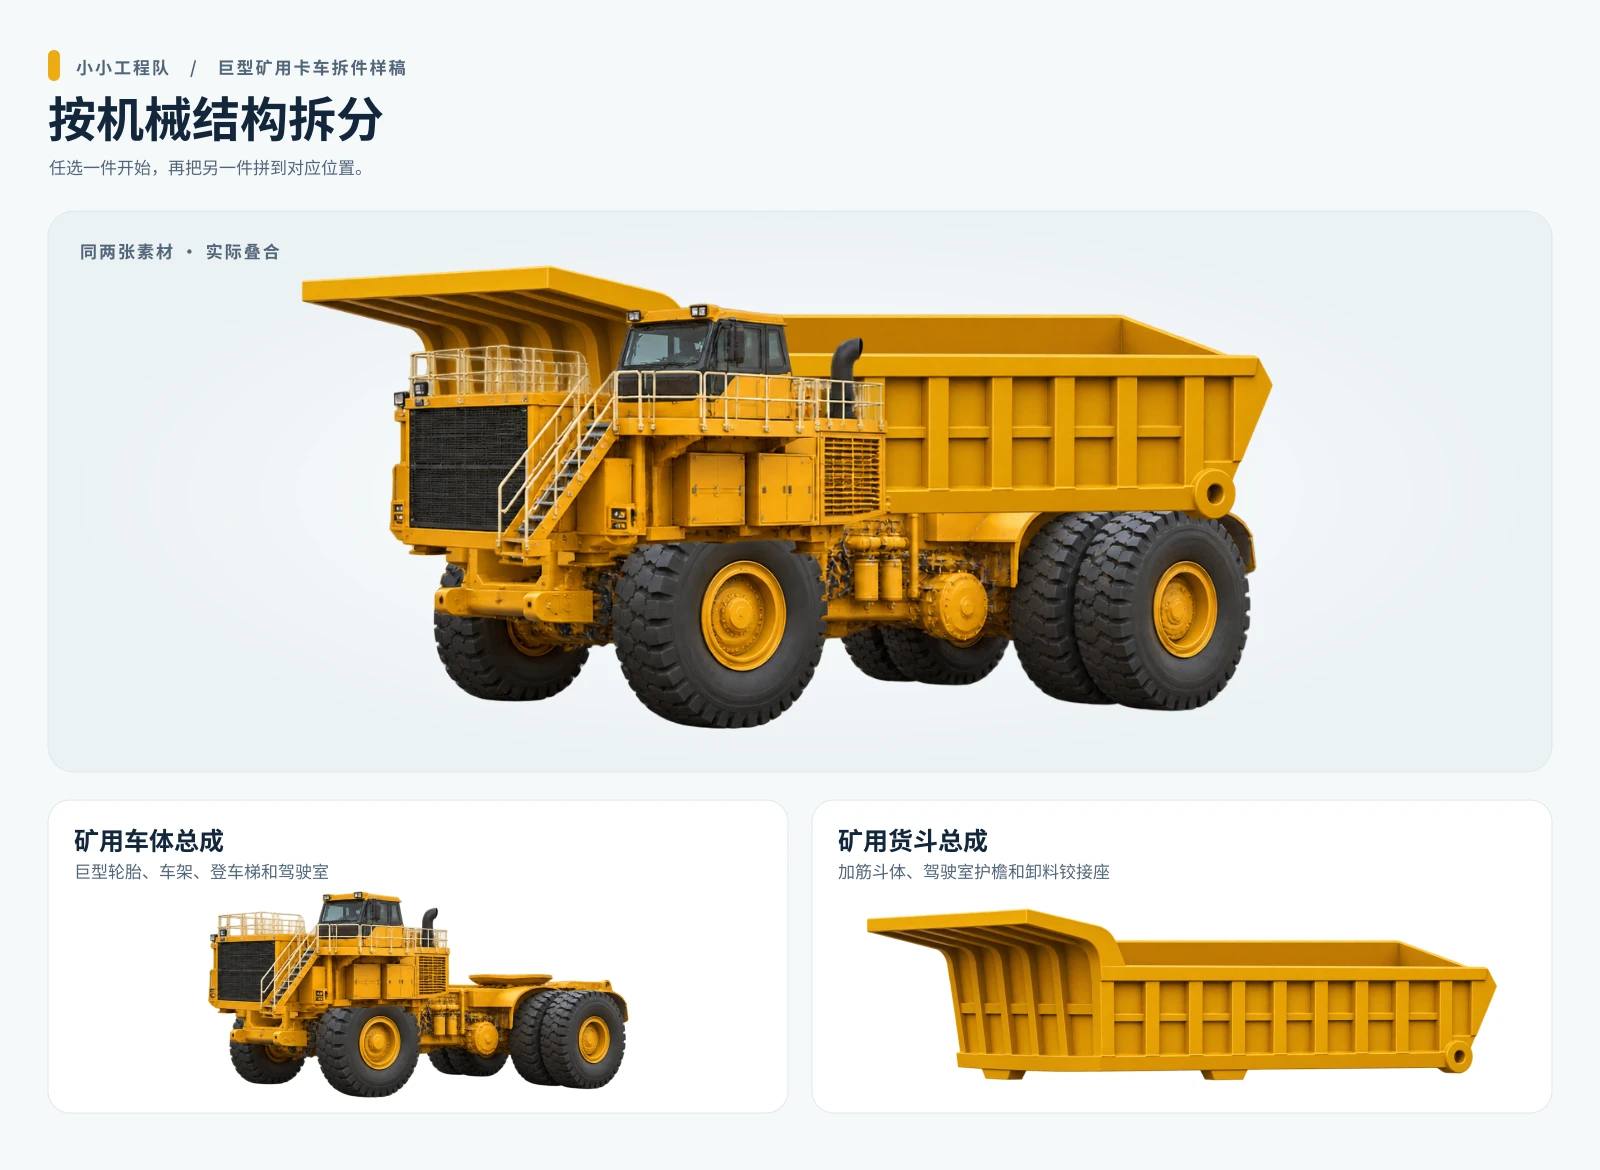 小小工程队 / 巨型矿用卡车拆件样稿
按机械结构拆分
任选一件开始，再把另一件拼到对应位置。
同两张素材 • 实际叠合
矿用车体总成
巨型轮胎、车架、登车梯和驾驶室
矿用货斗总成
加筋斗体、驾驶室护檐和卸料铰接座